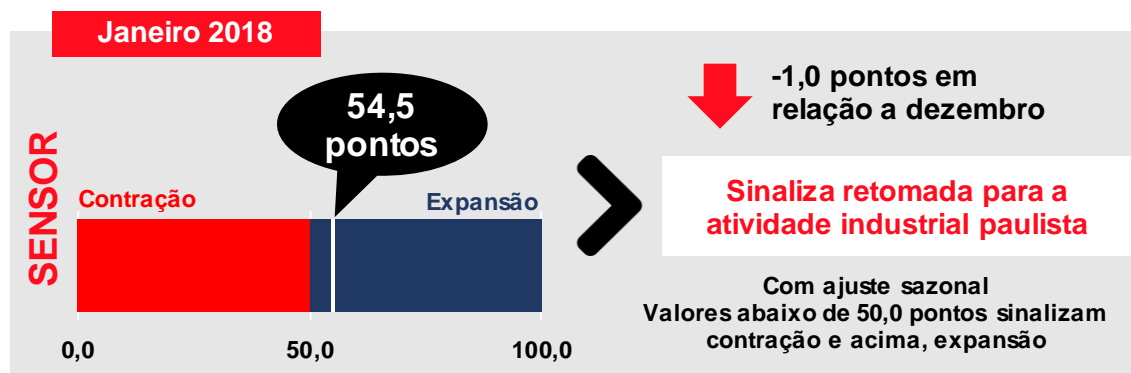 Janeiro 2018
SENSOR
54,5
pontos
Contração
Expansão
0,0
50,0
100,0
-1,0 pontos em
relação a dezembro
Sinaliza retomada para a
atividade industrial paulista
Com ajuste sazonal
Valores abaixo de 50,0 pontos sinalizam
contração e acima, expansão